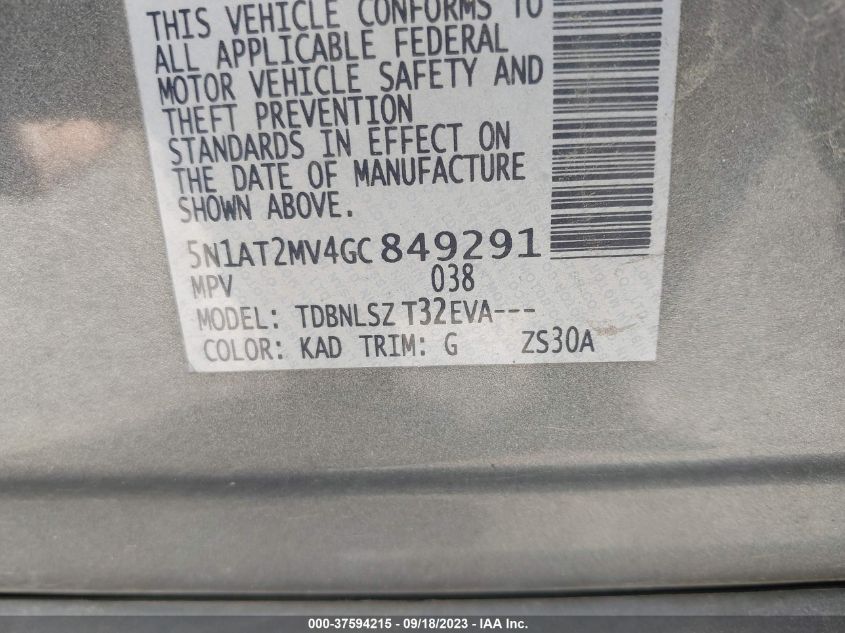 THIS VEHICLE CONFORMS TO
ALL APPLICABLE FEDERAL
MOTOR VEHICLE SAFETY AND
THEFT PREVENTION
STANDARDS IN EFFECT ON
THE DATE OF MANUFACTURE
SHOWN ABOVE.
5N1AT2MV4GC849291
MPV 038
MODEL: TDBNLSZ T32EVA---
COLOR: KAD TRIM: G ZS30A
000-37594215 - 09/18/2023 - IAA Inc.